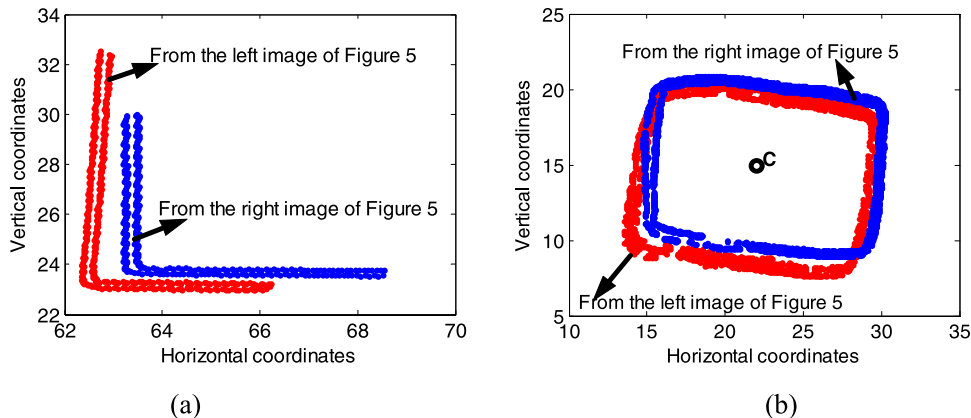 34
32
30
28
26
24
22
62
64
66
68
70
Vertical coordinates
Horizontal coordinates
From the left image of Figure 5
From the right image of Figure 5
(a)
25
20
15
10
5
10
15
20
25
30
35
Vertical coordinates
Horizontal coordinates
From the right image of Figure 5
C
From the left image of Figure 5
(b)